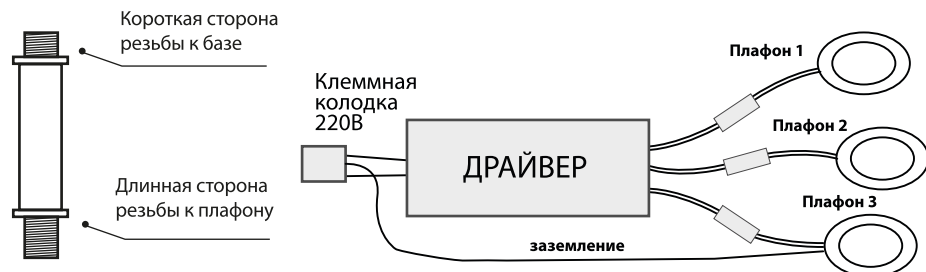 Короткая сторона
резьбы к базе
Длинная сторона
резьбы к плафону
Клеммная
колодка
220В
ДРАЙВЕР
Плафон 1
Плафон 2
Плафон 3
заземление